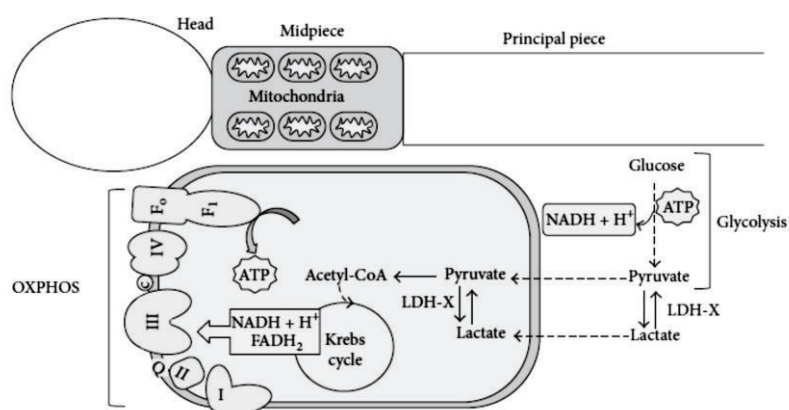 Head
Midpiece
Principal piece
Mitochondria
Glucose
NADH + H⁺
ATP
Glycolysis
F₀
F₁
IV
ATP
Acetyl-CoA
Pyruvate
Pyruvate
OXPHOS
C
LDH-X
LDH-X
III
NADH + H⁺
FADH₂
Krebs
cycle
Lactate
Lactate
Q
II
I